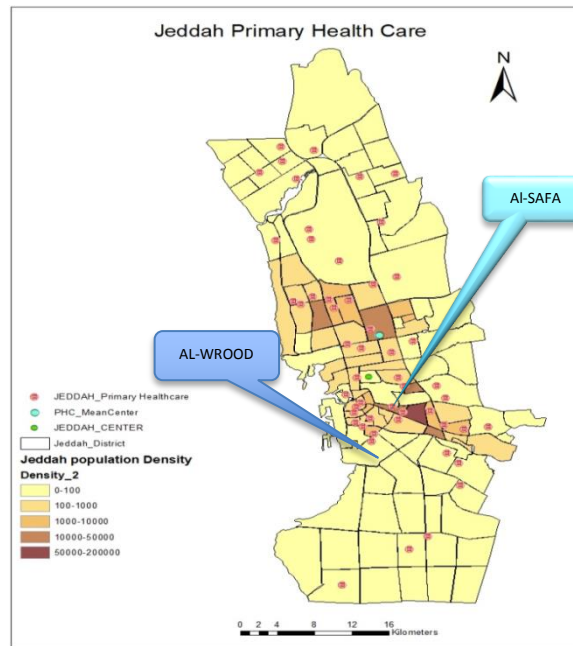 Jeddah Primary Health Care
N
Al-SAFA
AL-WROOD
JEDDAH_Primary Healthcare
PHC_MeanCenter
JEDDAH_CENTER
Jeddah_District
Jeddah population Density
Density_2
0-100
100-1000
1000-10000
10000-50000
50000-200000
0 2 4 8 12 16
Kilometers